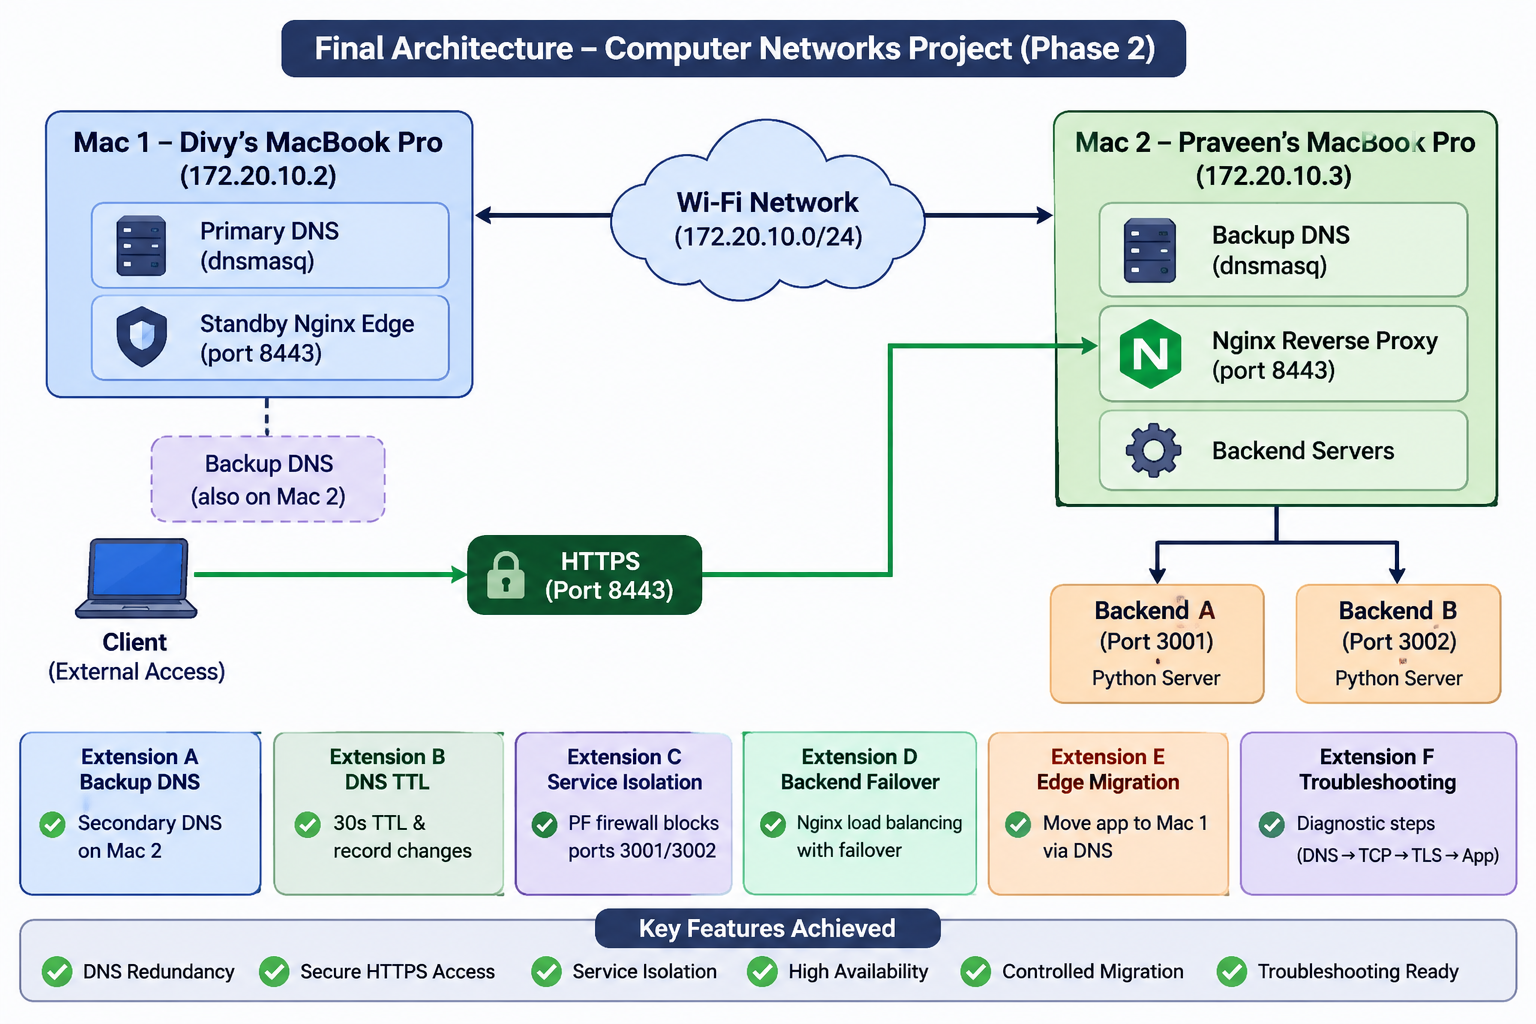 Final Architecture – Computer Networks Project (Phase 2)
Mac 1 – Divy's MacBook Pro
(172.20.10.2)
Primary DNS
(dnsmasq)
Standby Nginx Edge
(port 8443)
Backup DNS
(also on Mac 2)
Wi-Fi Network
(172.20.10.0/24)
Mac 2 – Praveen's MacBook Pro
(172.20.10.3)
Backup DNS
(dnsmasq)
N
Nginx Reverse Proxy
(port 8443)
Backend Servers
Client
(External Access)
HTTPS
(Port 8443)
Backend A
(Port 3001)
Python Server
Backend B
(Port 3002)
Python Server
Extension A
Backup DNS
Secondary DNS
on Mac 2
Extension B
DNS TTL
30s TTL &
record changes
Extension C
Service Isolation
PF firewall blocks
ports 3001/3002
Extension D
Backend Failover
Nginx load balancing
with failover
Extension E
Edge Migration
Move app to Mac 1
via DNS
Extension F
Troubleshooting
Diagnostic steps
(DNS→TCP→TLS→App)
Key Features Achieved
DNS Redundancy
Secure HTTPS Access
Service Isolation
High Availability
Controlled Migration
Troubleshooting Ready